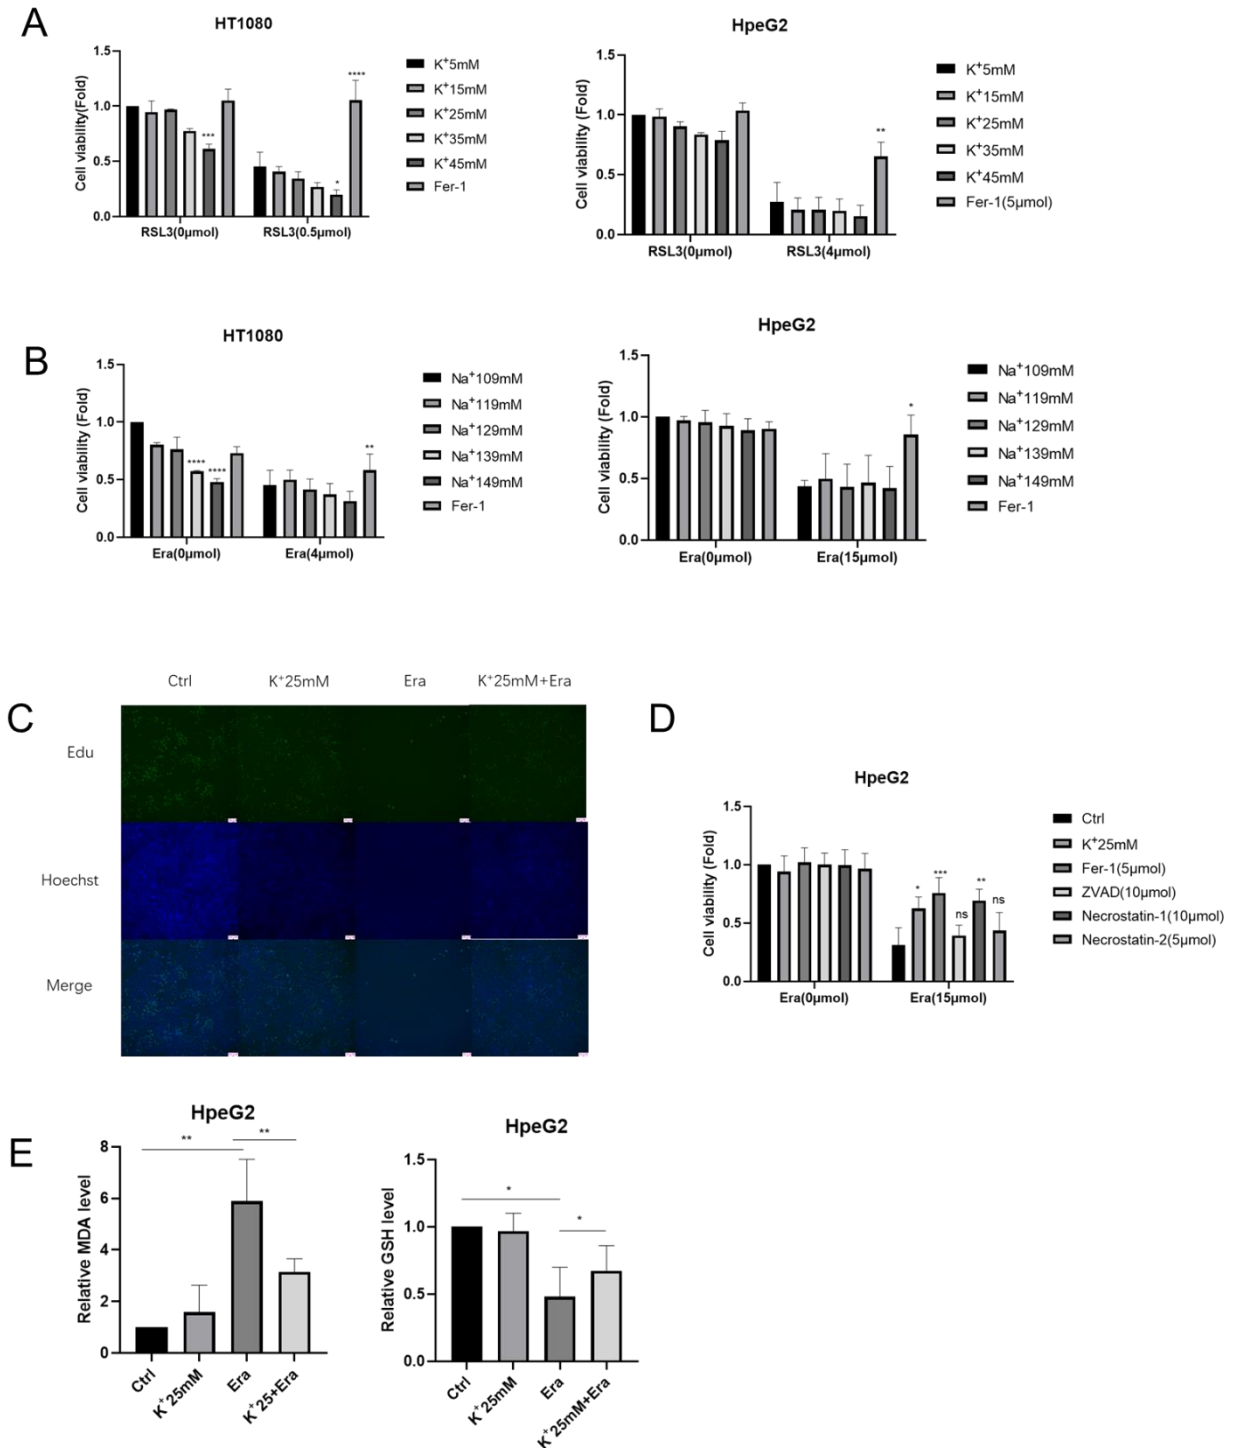 A
HT1080
Cell viability(Fold)
1.5
1.0
0.5
0.0
***
*
****
RSL3(0μmol)
RSL3(0.5μmol)
K+5mM
K+15mM
K+25mM
K+35mM
K+45mM
Fer-1
HpeG2
Cell viability (Fold)
1.5
1.0
0.5
0.0
**
RSL3(0μmol)
RSL3(4μmol)
K+5mM
K+15mM
K+25mM
K+35mM
K+45mM
Fer-1(5μmol)
B
HT1080
Cell viability (Fold)
1.5
1.0
0.5
0.0
****
****
**
Era(0μmol)
Era(4μmol)
Na+109mM
Na+119mM
Na+129mM
Na+139mM
Na+149mM
Fer-1
HpeG2
Cell viability (Fold)
1.5
1.0
0.5
0.0
*
Era(0μmol)
Era(15μmol)
Na+109mM
Na+119mM
Na+129mM
Na+139mM
Na+149mM
Fer-1
C
Ctrl
K+25mM
Era
K+25mM+Era
Edu
Hoechst
Merge
D
HpeG2
Cell viability (Fold)
1.5
1.0
0.5
0.0
*
***
ns
**
ns
Era(0μmol)
Era(15μmol)
Ctrl
K+25mM
Fer-1(5μmol)
ZVAD(10μmol)
Necrostatin-1(10μmol)
Necrostatin-2(5μmol)
E
HpeG2
Relative MDA level
8
6
4
2
0
**
**
Ctrl
K+25mM
Era
K+25+Era
HpeG2
Relative GSH level
1.5
1.0
0.5
0.0
*
*
Ctrl
K+25mM
Era
K+25mM+Era